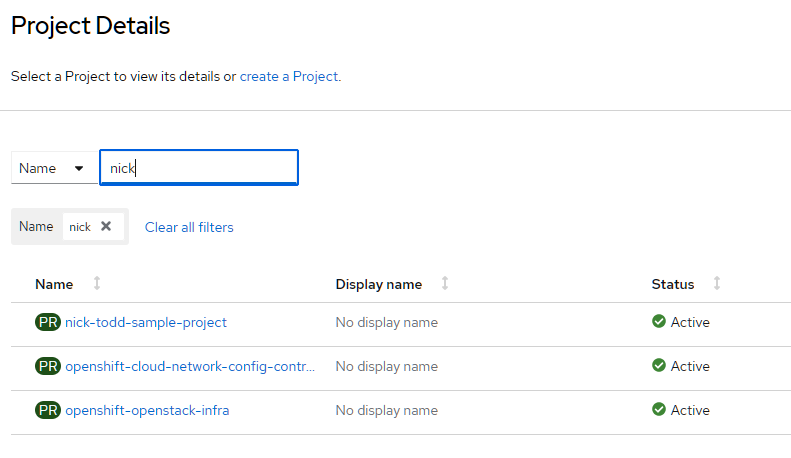 Project Details
Select a Project to view its details or create a Project.
Name nick
Name nick Clear all filters
Name Display name Status
PR nick-todd-sample-project No display name Active
PR openshift-cloud-network-config-contr... No display name Active
PR openshift-openstack-infra No display name Active